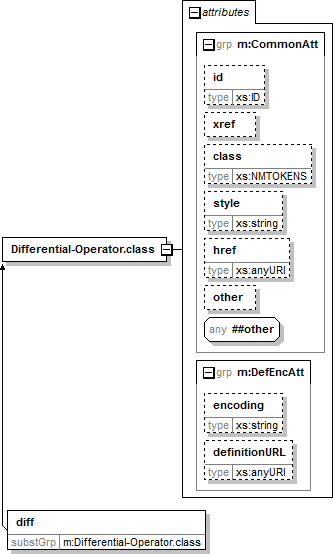 attributes
grp m:CommonAtt
id
type xs:ID
xref
class
type xs:NMTOKENS
style
type xs:string
Differential-Operator.class
href
type xs:anyURI
other
any ##other
grp m:DefEncAtt
encoding
type xs:string
definitionURL
type xs:anyURI
diff
substGrp m:Differential-Operator.class